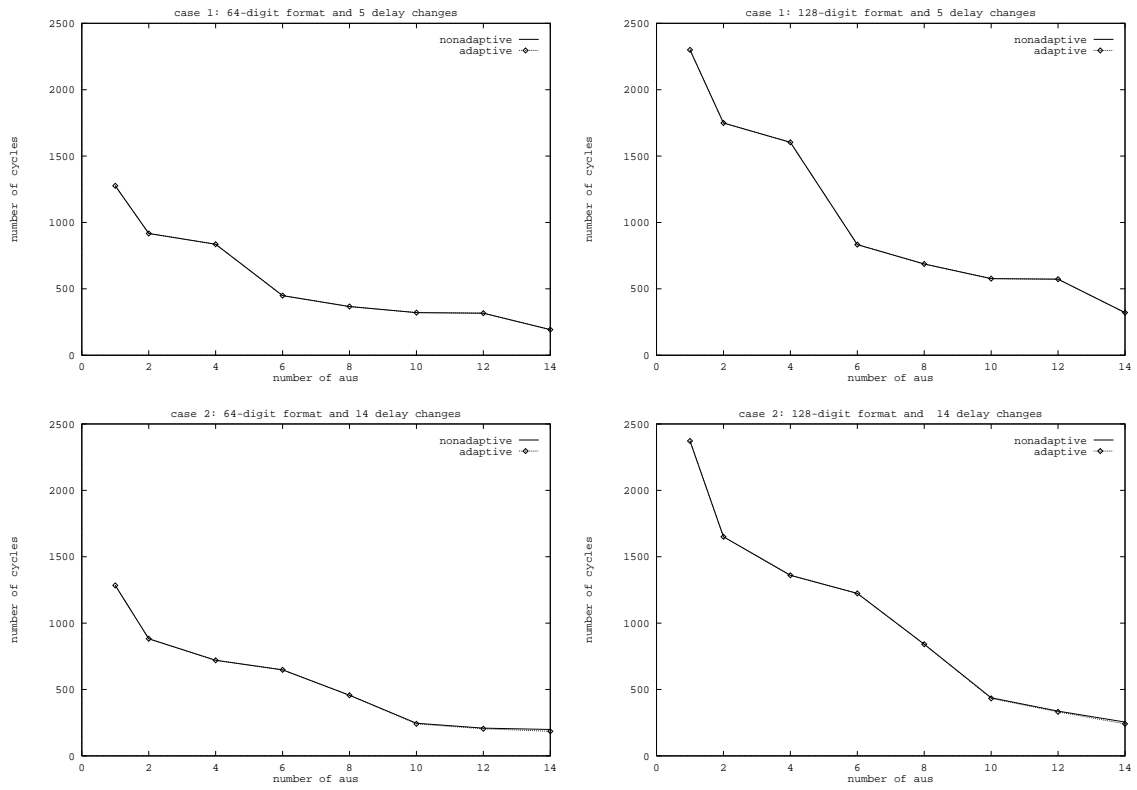 case 1: 64-digit format and 5 delay changes
2500
2000
1500
1000
500
0
number of cycles
nonadaptive
adaptive
0 2 4 6 8 10 12 14
number of aus
case 1: 128-digit format and 5 delay changes
2500
2000
1500
1000
500
0
number of cycles
nonadaptive
adaptive
0 2 4 6 8 10 12 14
number of aus
case 2: 64-digit format and 14 delay changes
2500
2000
1500
1000
500
0
number of cycles
nonadaptive
adaptive
0 2 4 6 8 10 12 14
number of aus
case 2: 128-digit format and  14 delay changes
2500
2000
1500
1000
500
0
number of cycles
nonadaptive
adaptive
0 2 4 6 8 10 12 14
number of aus